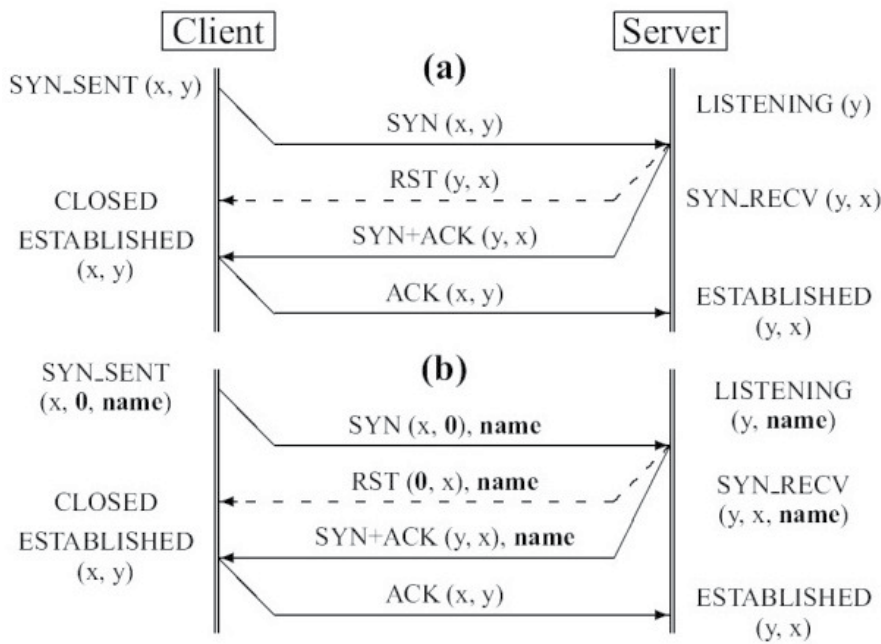 Client
Server
(a)
SYN_SENT (x, y)
LISTENING (y)
SYN (x, y)
RST (y, x)
CLOSED
SYN_RECV (y, x)
SYN+ACK (y, x)
ESTABLISHED
(x, y)
ACK (x, y)
ESTABLISHED
(y, x)
(b)
SYN_SENT
(x, 0, name)
LISTENING
(y, name)
SYN (x, 0), name
RST (0, x), name
CLOSED
SYN_RECV
(y, x, name)
SYN+ACK (y, x), name
ESTABLISHED
(x, y)
ACK (x, y)
ESTABLISHED
(y, x)